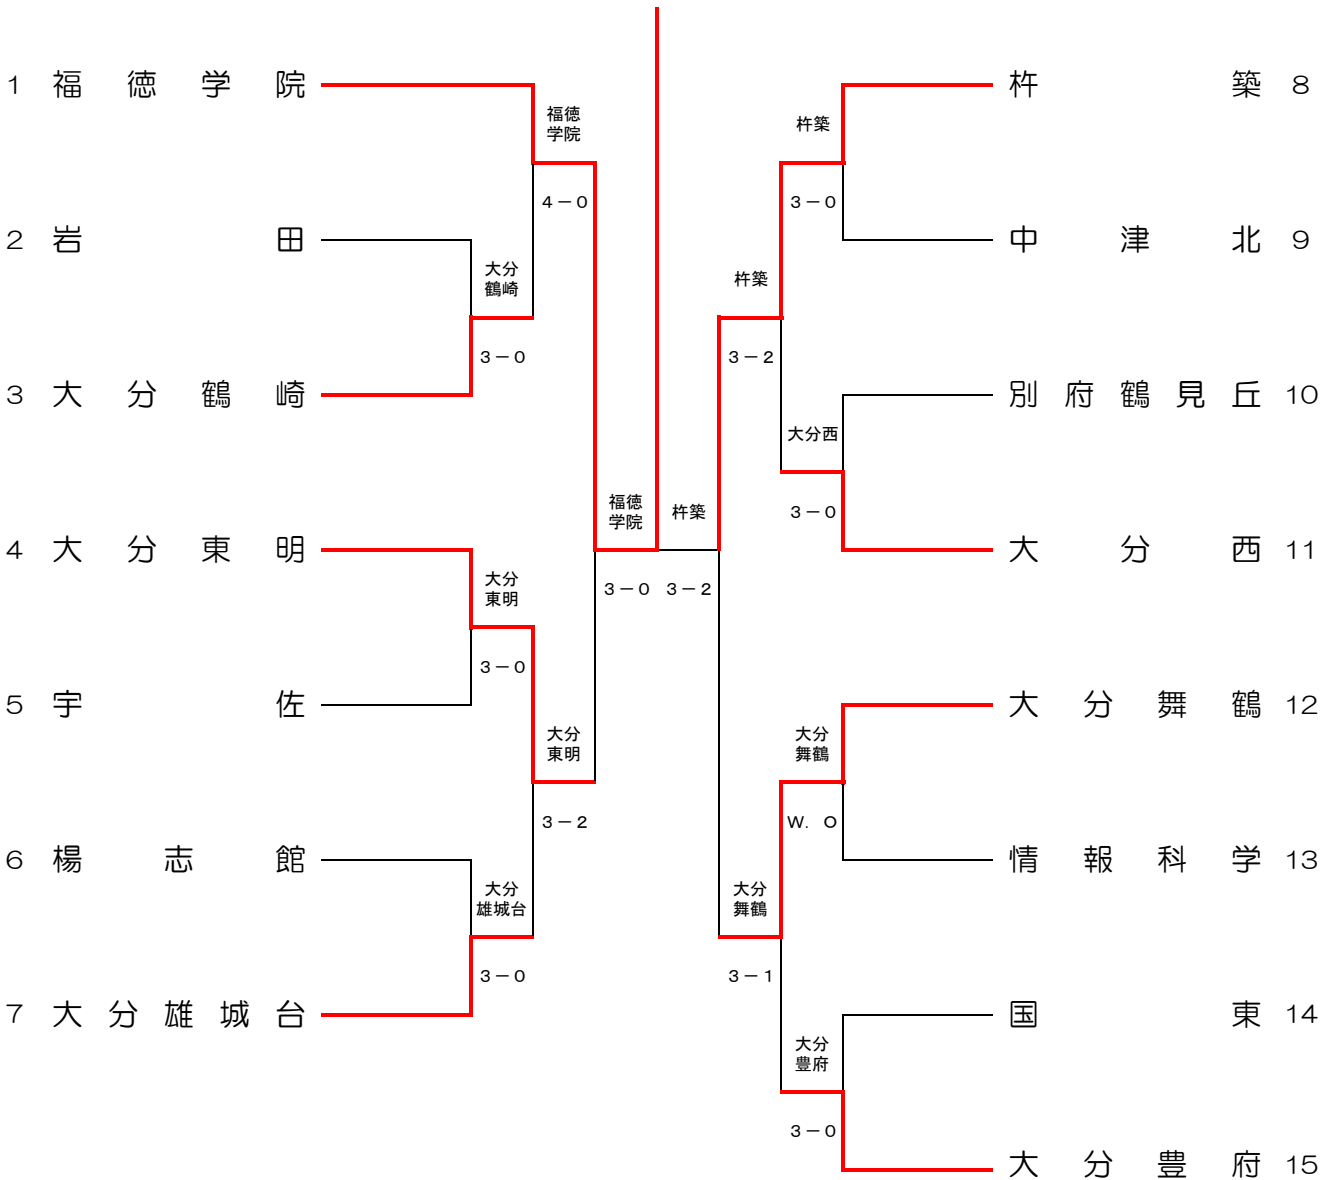 1 福徳学院
2 岩田
3 大分鶴崎
4 大分東明
5 宇佐
6 楊志館
7 大分雄城台
福徳
学院
4－0
大分
鶴崎
3－0
大分
東明
3－0
大分
東明
3－2
大分
雄城台
3－0
福徳
学院
3－0
杵築
3－2
杵築
3－0
杵築
3－2
大分西
3－0
大分
舞鶴
W. O
大分
舞鶴
3－1
大分
豊府
3－0
杵築 8
中津北 9
別府鶴見丘 10
大分西 11
大分舞鶴 12
情報科学 13
国東 14
大分豊府 15